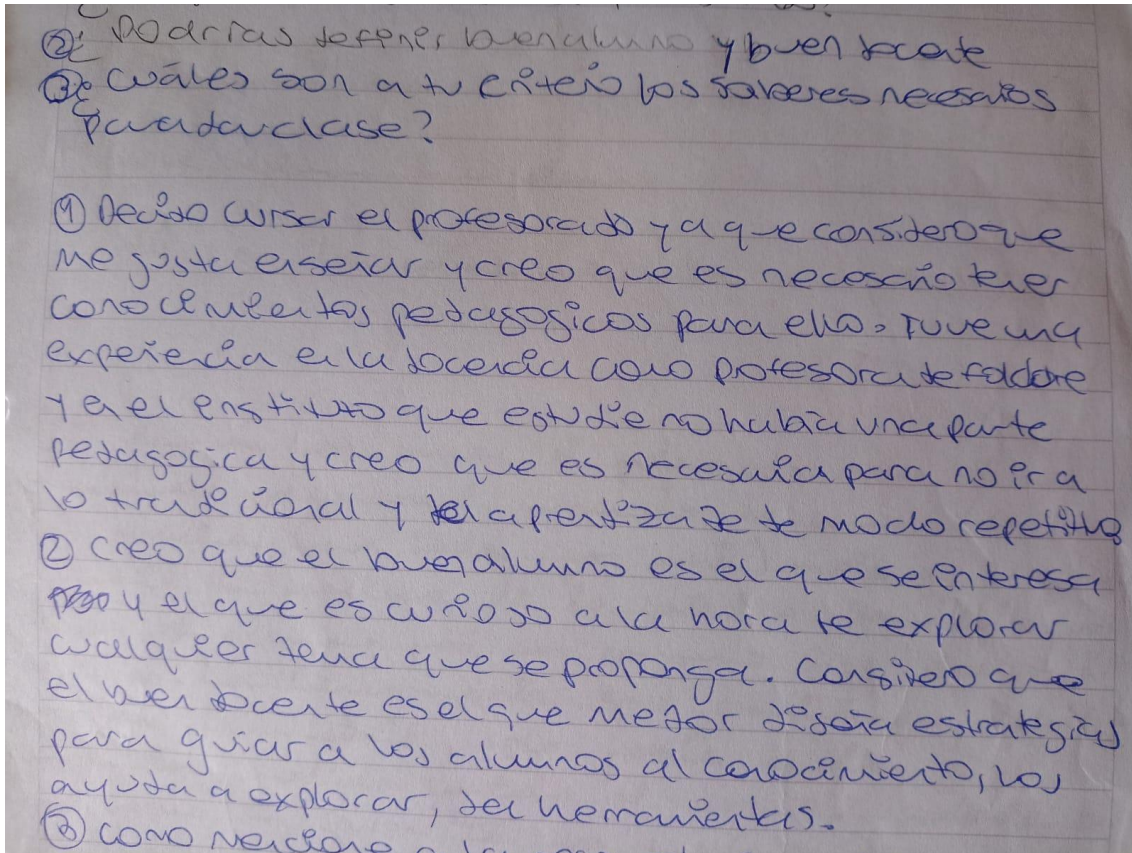 ② ¿Podrías definir buen alumno y buen docente
③ ¿Cuáles son a tu criterio los saberes necesarios
para dar clase?
① Decido cursar el profesorado ya que considero que
me gusta enseñar y creo que es necesario tener
conocimientos pedagogicos para ello. Tuve una
experiencia en la docencia como profesora de folclore
y en el instituto que estudie no había una parte
pedagogica y creo que es necesaria para no ir a
lo tradicional y el aprendizaje de modo repetitivo
② Creo que el buen alumno es el que se interesa
y el que es curioso a la hora de explorar
cualquier tema que se proponga. Considero que
el buen docente es el que mejor diseña estrategias
para guiar a los alumnos al conocimiento, los
ayuda a explorar, da herramientas.
③ Como